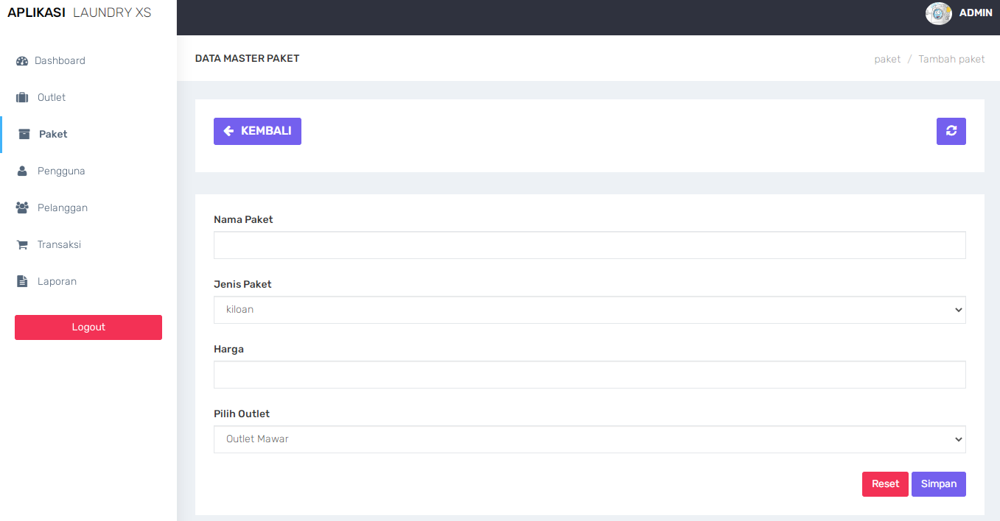 APLIKASI LAUNDRY XS
ADMIN
Dashboard
Outlet
Paket
Pengguna
Pelanggan
Transaksi
Laporan
Logout
DATA MASTER PAKET
paket / Tambah paket
KEMBALI
Nama Paket
Jenis Paket
kiloan
Harga
Pilih Outlet
Outlet Mawar
Reset Simpan